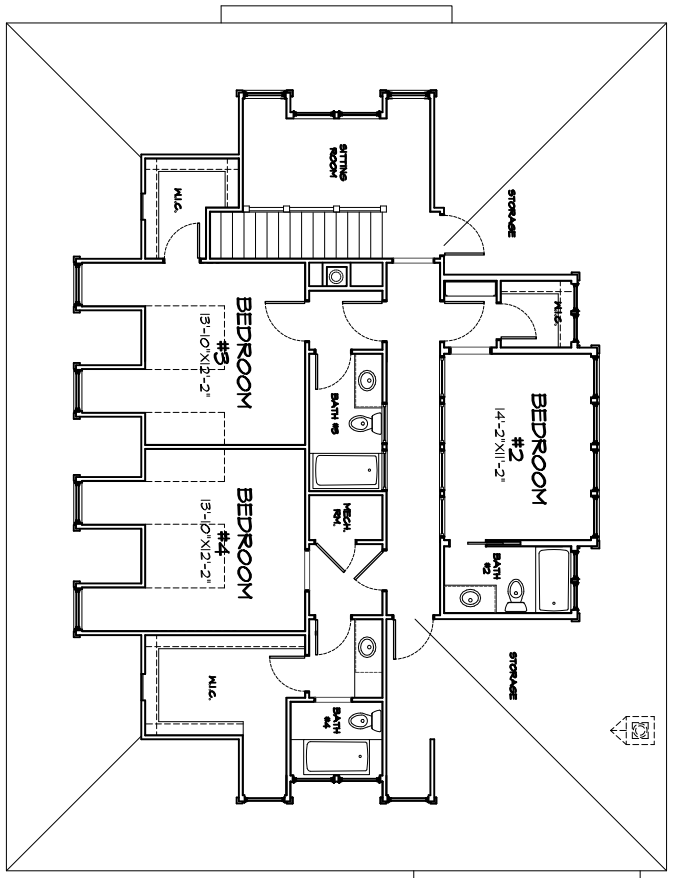 SITTING
ROOM
W.I.C.
STORAGE
BEDROOM
#3
13'-10"X12'-2"
W.I.C.
BATH #3
BEDROOM
#2
14'-2"X11'-2"
BEDROOM
#4
13'-10"X12'-2"
MECH.
RM.
BATH
#2
W.I.C.
BATH
#4
STORAGE